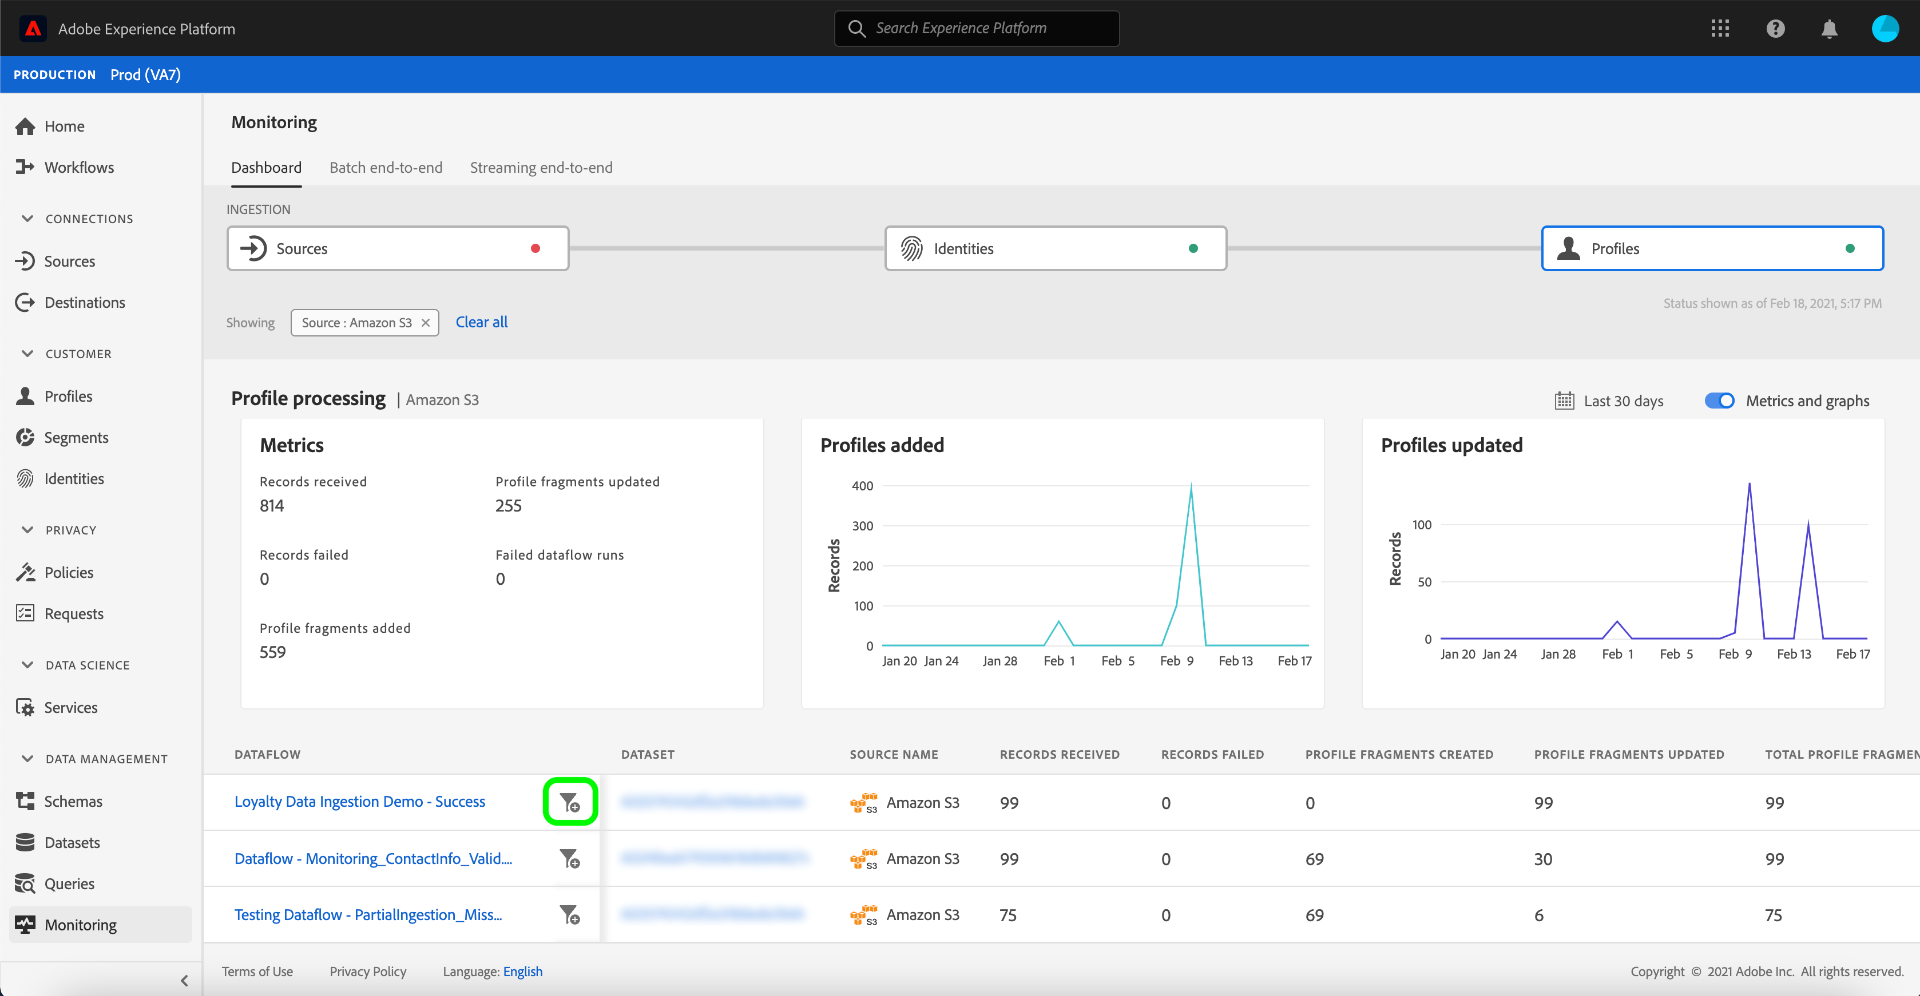 Adobe Experience Platform
Search Experience Platform
PRODUCTION Prod (VA7)
Home
Workflows
CONNECTIONS
Sources
Destinations
CUSTOMER
Profiles
Segments
Identities
PRIVACY
Policies
Requests
DATA SCIENCE
Services
DATA MANAGEMENT
Schemas
Datasets
Queries
Monitoring
Monitoring
Dashboard Batch end-to-end Streaming end-to-end
INGESTION
Sources Identities Profiles
Status shown as of Feb 18, 2021, 5:17 PM
Showing Source : Amazon S3 Clear all
Profile processing | Amazon S3
Last 30 days Metrics and graphs
Metrics
Records received Profile fragments updated
814 255
Records failed Failed dataflow runs
0 0
Profile fragments added
559
Profiles added
Records
400
300
200
100
0
Jan 20 Jan 24 Jan 28 Feb 1 Feb 5 Feb 9 Feb 13 Feb 17
Profiles updated
Records
100
50
0
Jan 20 Jan 24 Jan 28 Feb 1 Feb 5 Feb 9 Feb 13 Feb 17
DATAFLOW DATASET SOURCE NAME RECORDS RECEIVED RECORDS FAILED PROFILE FRAGMENTS CREATED PROFILE FRAGMENTS UPDATED TOTAL PROFILE FRAGMEN
Loyalty Data Ingestion Demo - Success S3 Amazon S3 99 0 0 99 99
Dataflow - Monitoring_ContactInfo_Valid.... S3 Amazon S3 99 0 69 30 99
Testing Dataflow - PartialIngestion_Miss... S3 Amazon S3 75 0 69 6 75
Terms of Use Privacy Policy Language: English
Copyright © 2021 Adobe Inc. All rights reserved.